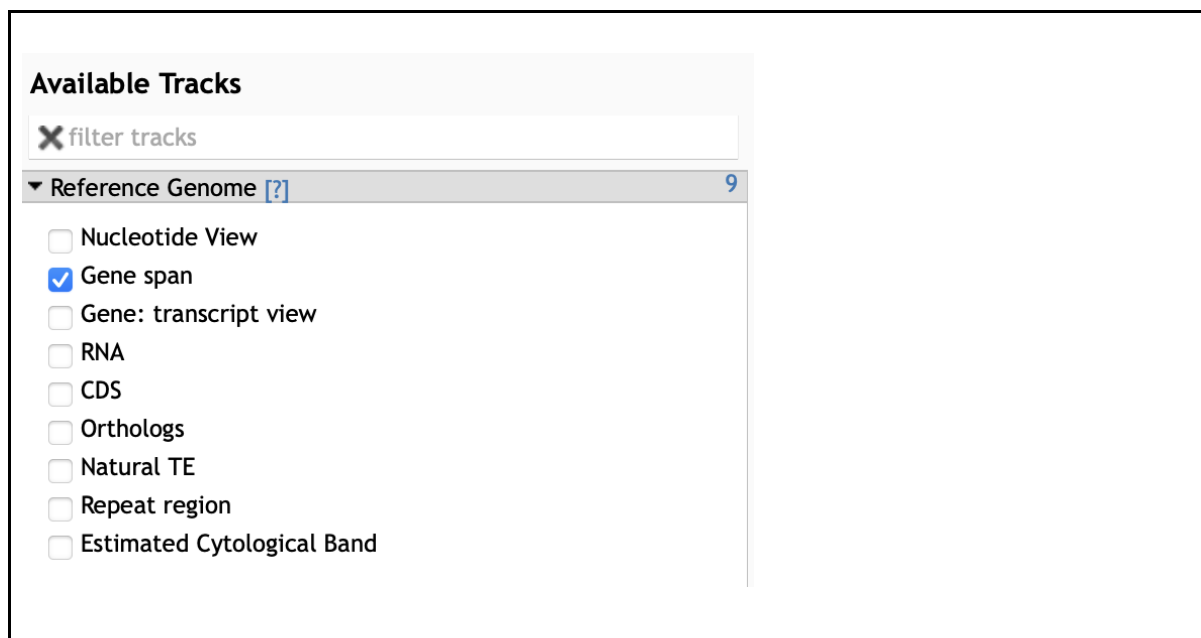 Available Tracks
filter tracks
Reference Genome [?] 9
Nucleotide View
Gene span
Gene: transcript view
RNA
CDS
Orthologs
Natural TE
Repeat region
Estimated Cytological Band